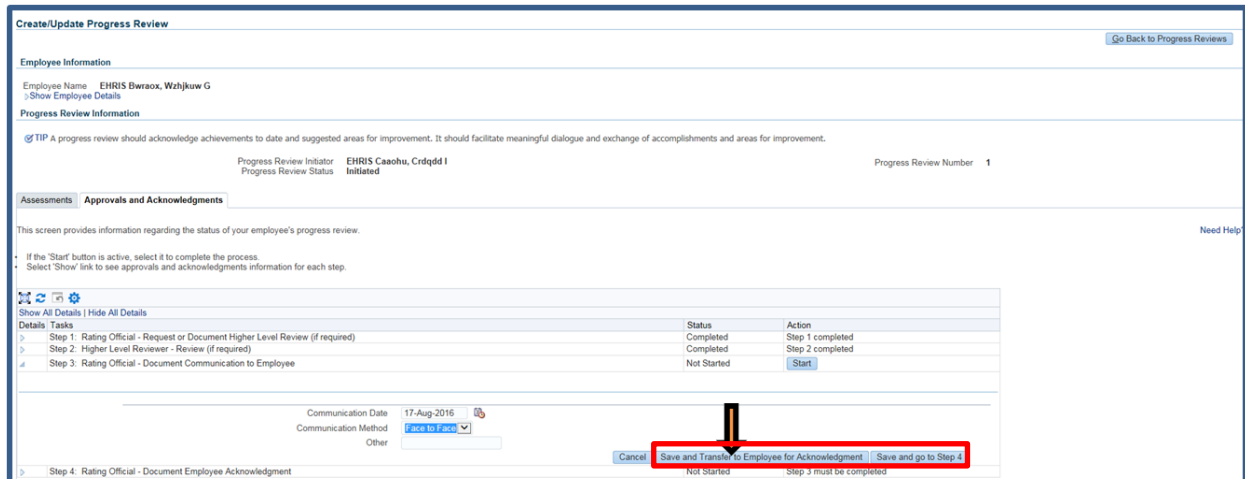 Create/Update Progress Review
Go Back to Progress Reviews
Employee Information
Employee Name EHRIS Bwraox, Wzhjkuw G
Show Employee Details
Progress Review Information
TIP A progress review should acknowledge achievements to date and suggested areas for improvement. It should facilitate meaningful dialogue and exchange of accomplishments and areas for improvement.
Progress Review Initiator EHRIS Caaohu, Crdqdd I Progress Review Number 1
Progress Review Status Initiated
Assessments Approvals and Acknowledgments
This screen provides information regarding the status of your employee's progress review. Need Help?
If the 'Start' button is active, select it to complete the process.
Select 'Show' link to see approvals and acknowledgments information for each step.
Show All Details | Hide All Details
Details Tasks Status Action
Step 1: Rating Official - Request or Document Higher Level Review (if required) Completed Step 1 completed
Step 2: Higher Level Reviewer - Review (if required) Completed Step 2 completed
Step 3: Rating Official - Document Communication to Employee Not Started Start
Communication Date 17-Aug-2016
Communication Method Face to Face
Other
Cancel Save and Transfer to Employee for Acknowledgment Save and go to Step 4
Step 4: Rating Official - Document Employee Acknowledgment Not Started Step 3 must be completed